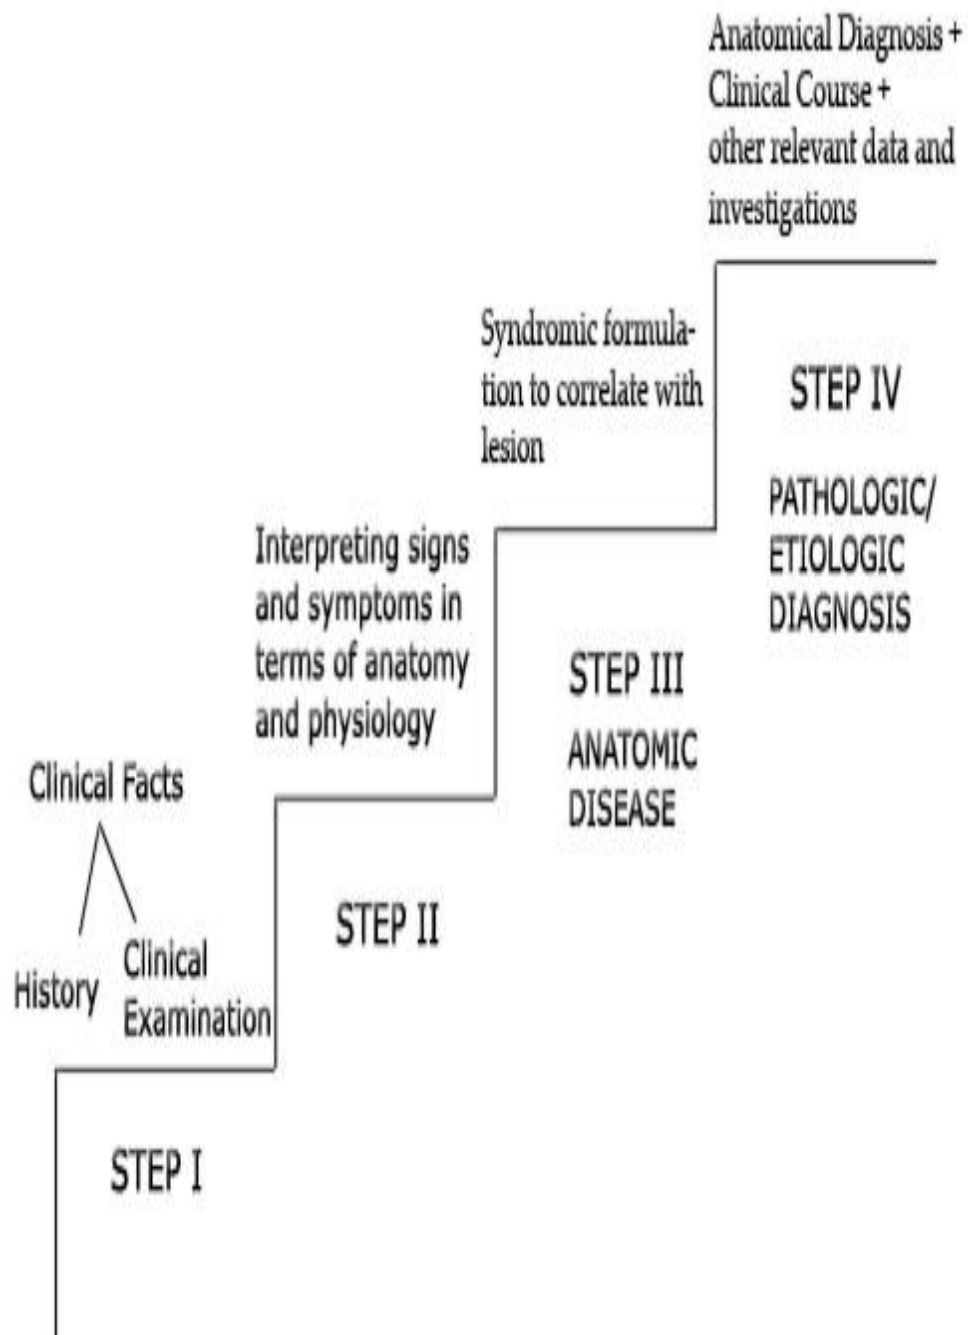 Clinical Facts
History
Clinical
Examination
STEP I
Interpreting signs
and symptoms in
terms of anatomy
and physiology
STEP II
Syndromic formula-
tion to correlate with
lesion
STEP III
ANATOMIC
DISEASE
Anatomical Diagnosis +
Clinical Course +
other relevant data and
investigations
STEP IV
PATHOLOGIC/
ETIOLOGIC
DIAGNOSIS